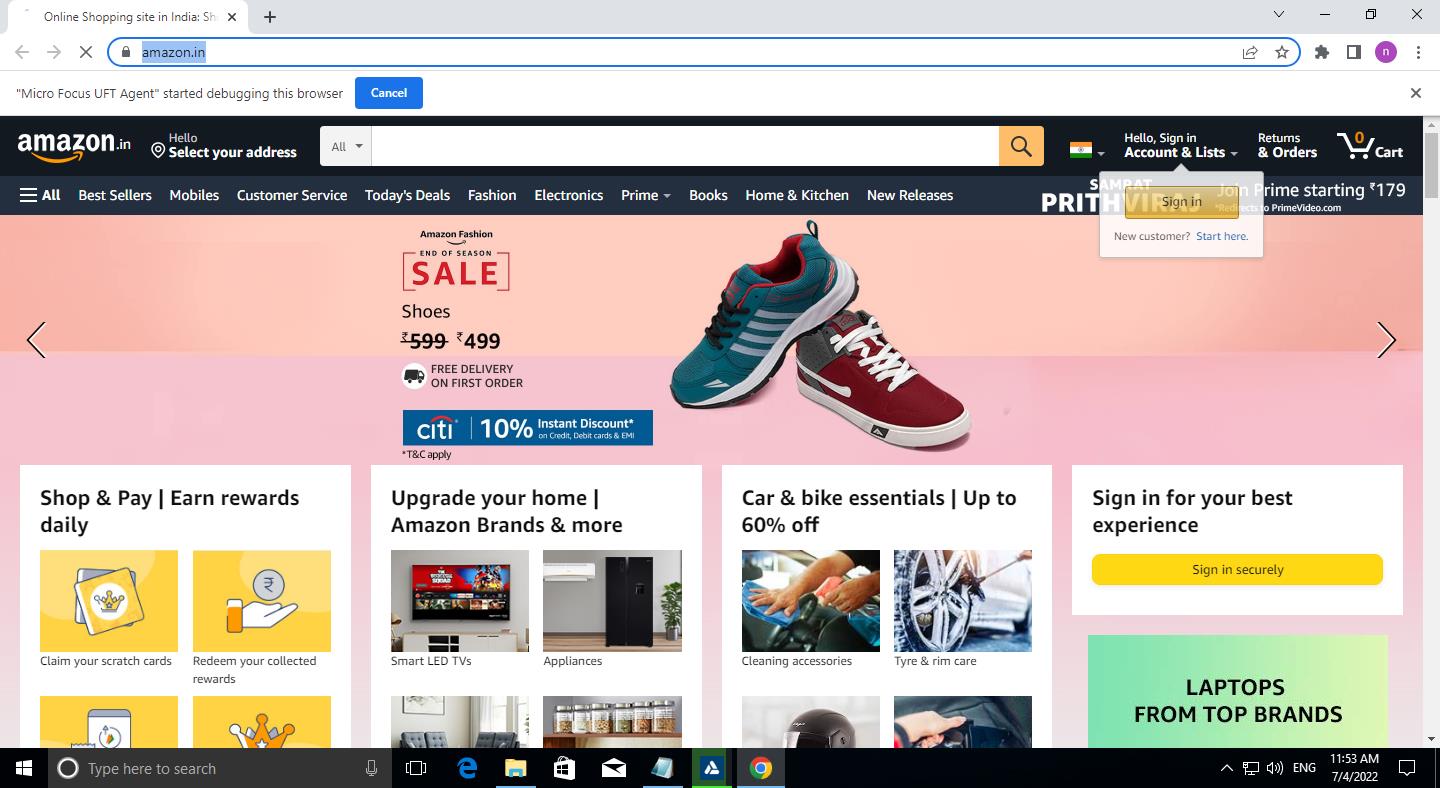 Online Shopping site in India: Sh
amazon.in
n
"Micro Focus UFT Agent" started debugging this browser
Cancel
amazon.in
Hello
Select your address
All
Hello, Sign in
Account & Lists
Returns
& Orders
0
Cart
All
Best Sellers
Mobiles
Customer Service
Today's Deals
Fashion
Electronics
Prime
Books
Home & Kitchen
New Releases
SAMRAT
PRITHVIRAJ
Join Prime starting ₹179
*Redirects to PrimeVideo.com
Sign in
New customer? Start here.
Amazon Fashion
END OF SEASON
SALE
Shoes
₹599 ₹499
FREE DELIVERY
ON FIRST ORDER
citi
10%
Instant Discount*
on Credit, Debit cards & EMI
*T&C apply
Shop & Pay | Earn rewards
daily
Claim your scratch cards
Redeem your collected
rewards
Upgrade your home |
Amazon Brands & more
Smart LED TVs
Appliances
Car & bike essentials | Up to
60% off
Cleaning accessories
Tyre & rim care
Sign in for your best
experience
Sign in securely
LAPTOPS
FROM TOP BRANDS
Type here to search
ENG
11:53 AM
7/4/2022